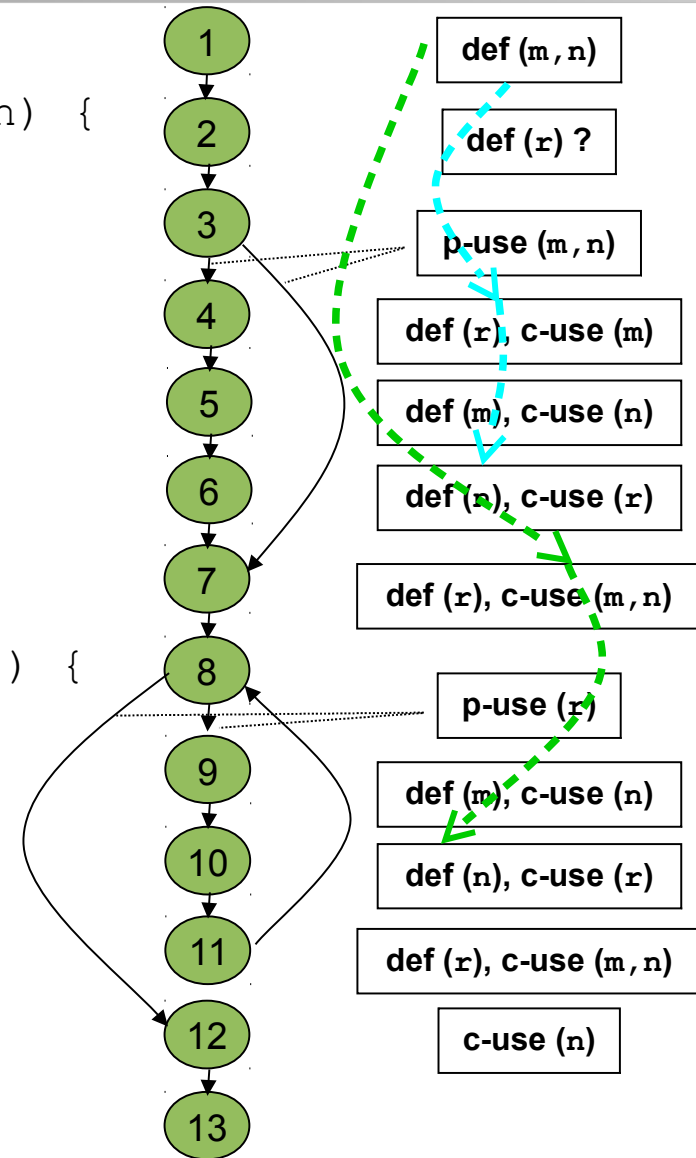 1
def (m,n)
n) {
2
def (r) ?
3
p-use (m,n)
4
def (r), c-use (m)
5
def (m), c-use (n)
6
def (n), c-use (r)
7
def (r), c-use (m,n)
) {
8
p-use (r)
9
def (m), c-use (n)
10
def (n), c-use (r)
11
def (r), c-use (m,n)
12
c-use (n)
13